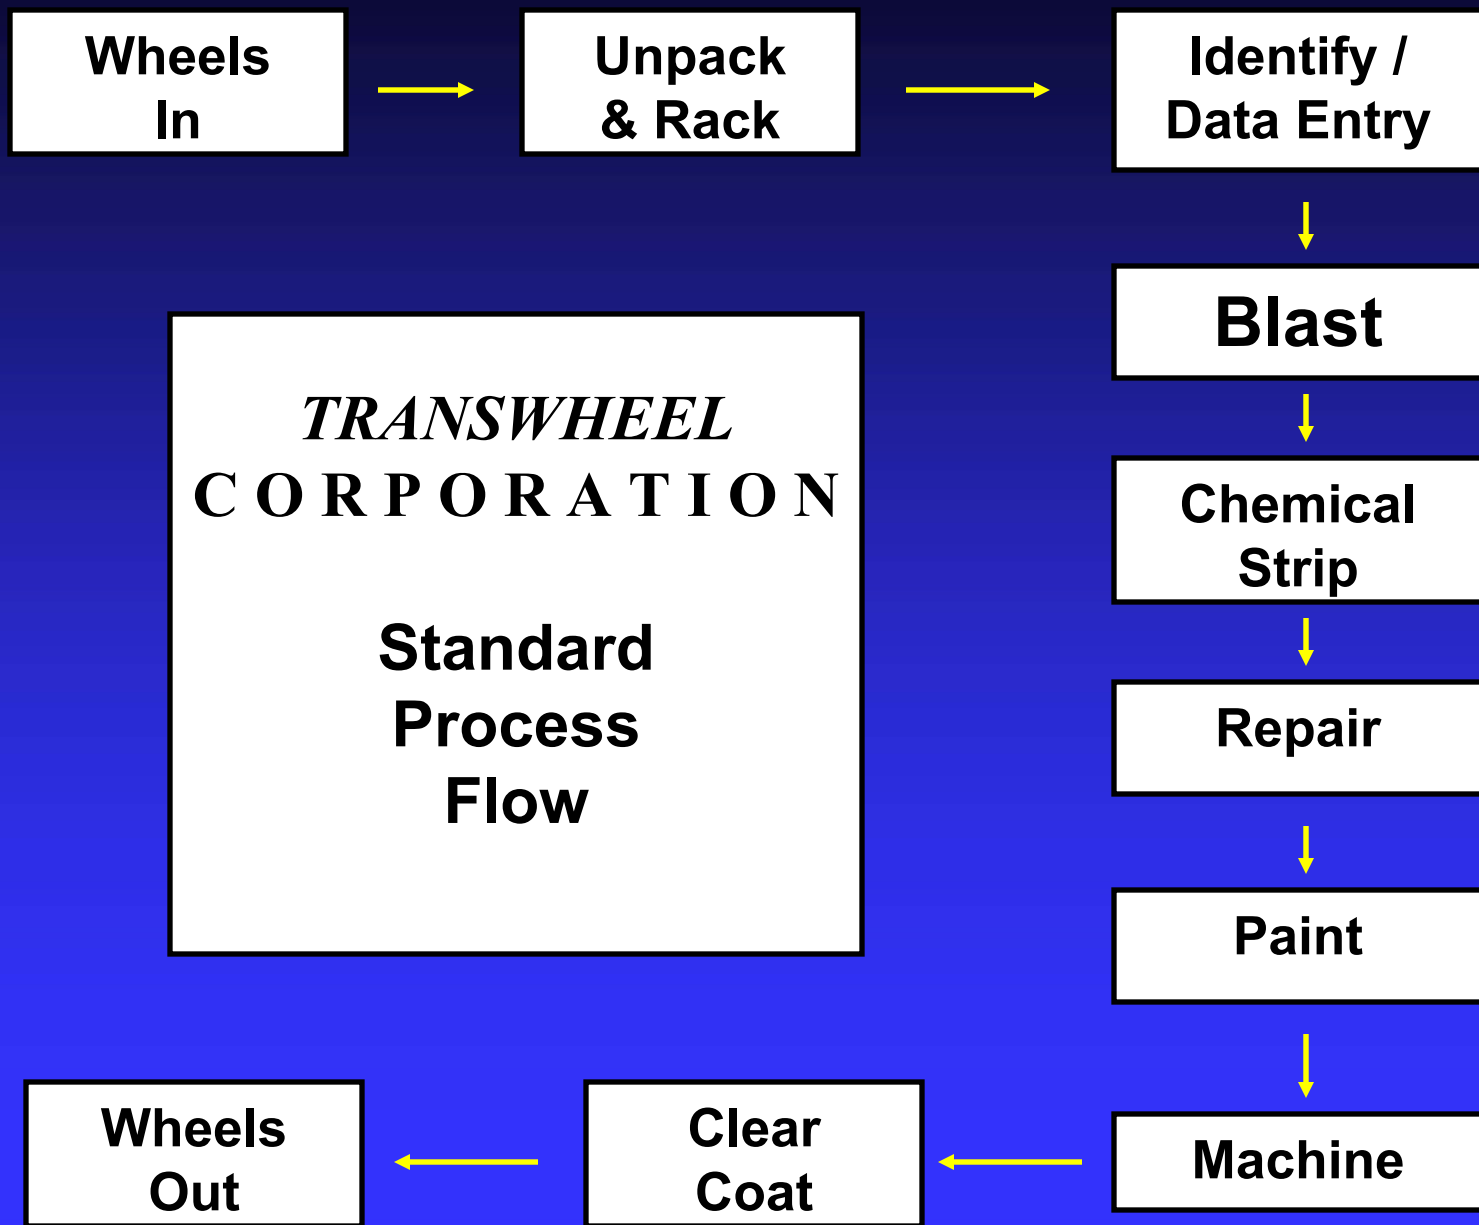 Wheels
In
Unpack
& Rack
Identify /
Data Entry
Blast
Chemical
Strip
Repair
Paint
Machine
Clear
Coat
Wheels
Out
TRANSWHEEL
C O R P O R A T I O N
Standard
Process
Flow